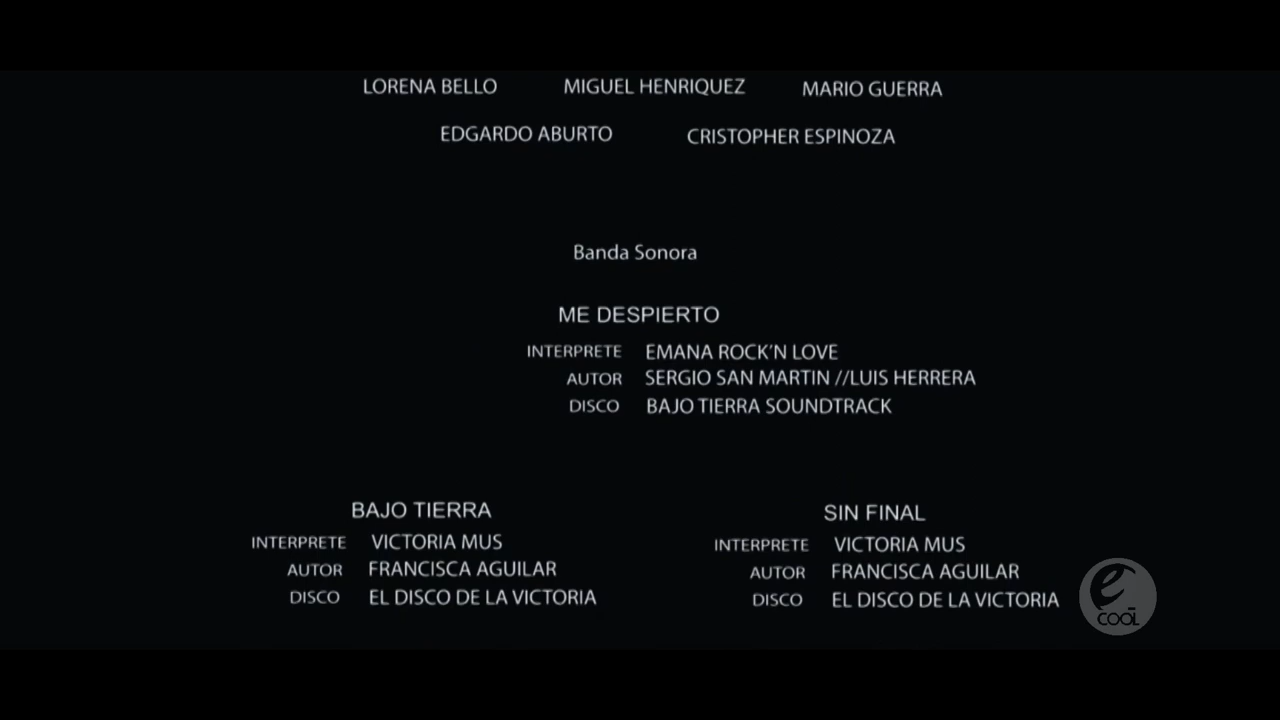 LORENA BELLO MIGUEL HENRIQUEZ MARIO GUERRA
EDGARDO ABURTO CRISTOPHER ESPINOZA
Banda Sonora
ME DESPIERTO
INTERPRETE EMANA ROCK'N LOVE
AUTOR SERGIO SAN MARTIN //LUIS HERRERA
DISCO BAJO TIERRA SOUNDTRACK
BAJO TIERRA
INTERPRETE VICTORIA MUS
AUTOR FRANCISCA AGUILAR
DISCO EL DISCO DE LA VICTORIA
SIN FINAL
INTERPRETE VICTORIA MUS
AUTOR FRANCISCA AGUILAR
DISCO EL DISCO DE LA VICTORIA
e
COOL